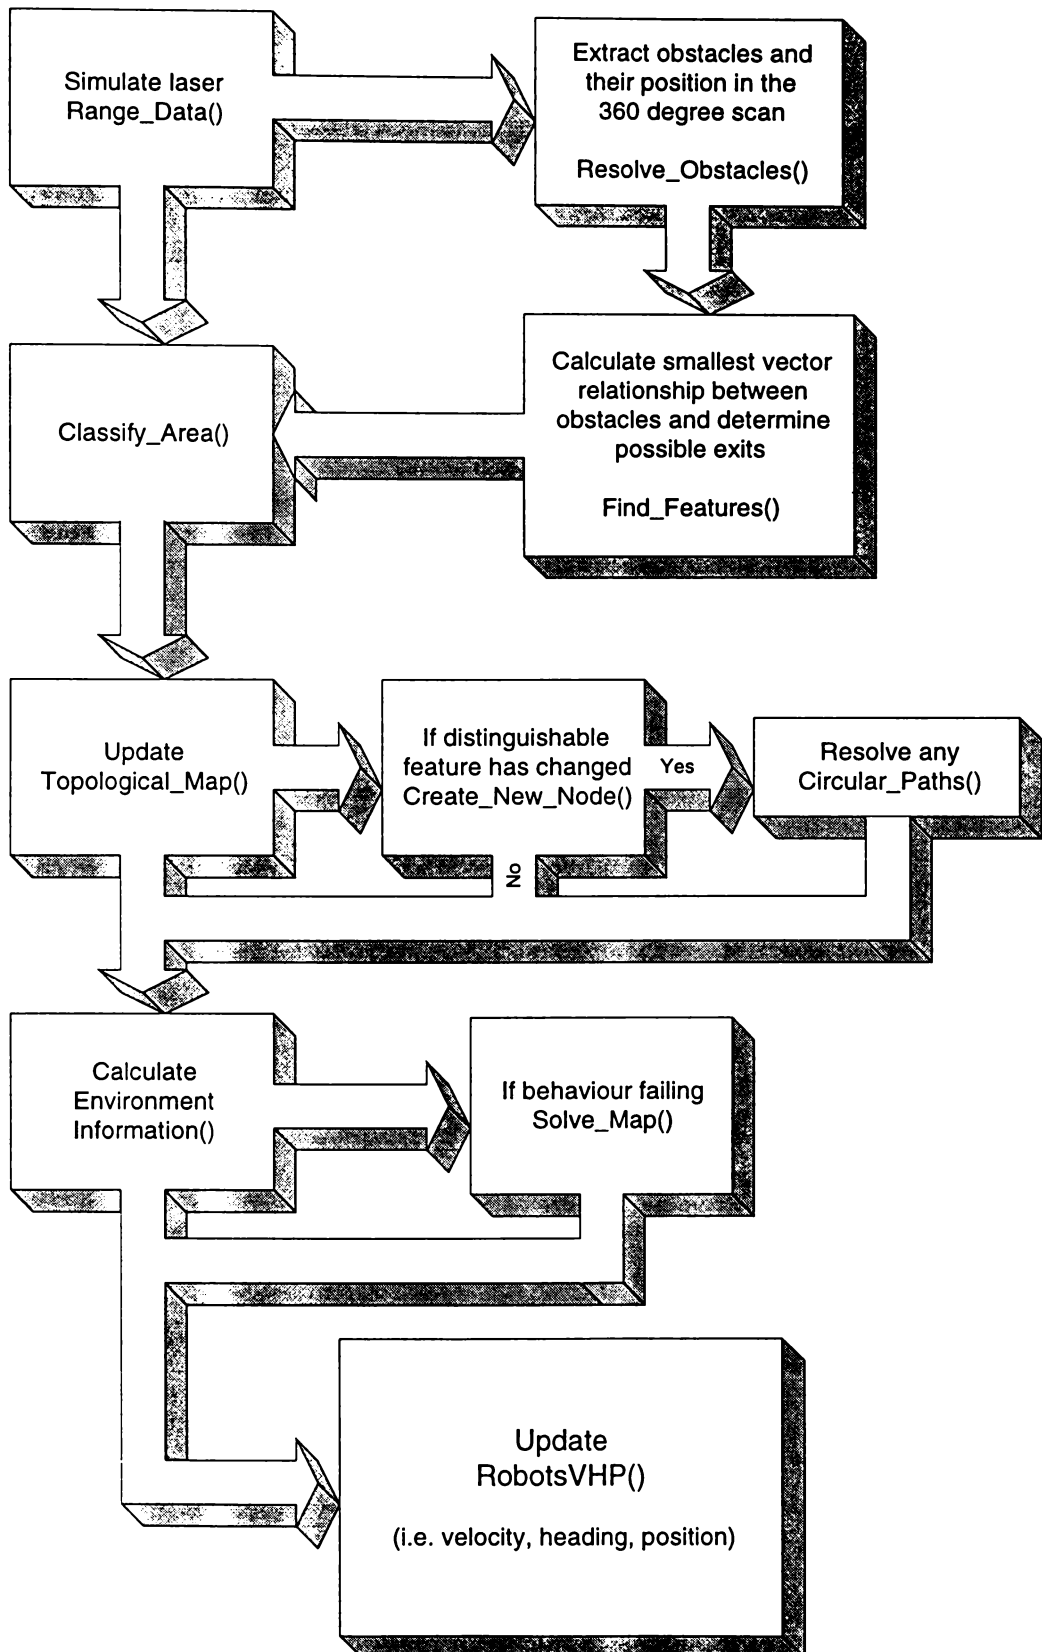 Simulate laser
Range_Data()
Extract obstacles and
their position in the
360 degree scan
Resolve_Obstacles()
Classify_Area()
Calculate smallest vector
relationship between
obstacles and determine
possible exits
Find_Features()
Update
Topological_Map()
If distinguishable
feature has changed
Create_New_Node()
Yes
No
Resolve any
Circular_Paths()
Calculate
Environment
Information()
If behaviour failing
Solve_Map()
Update
RobotsVHP()
(i.e. velocity, heading, position)